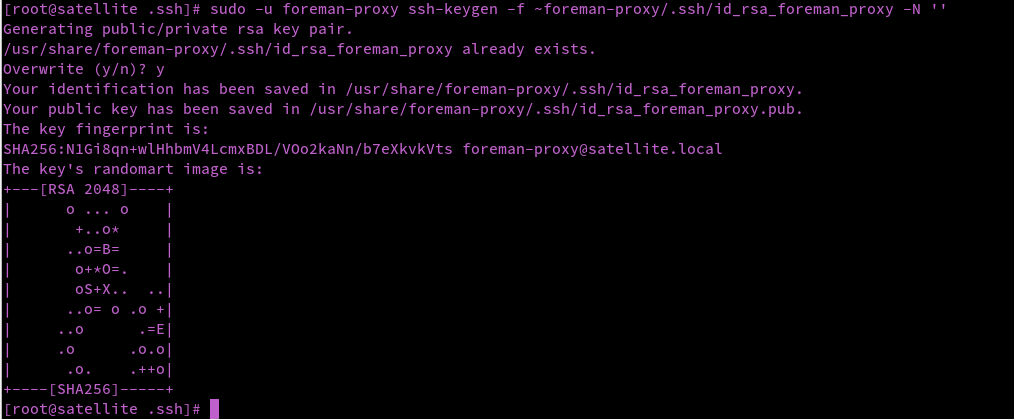 [root@satellite .ssh]# sudo -u foreman-proxy ssh-keygen -f ~foreman-proxy/.ssh/id_rsa_foreman_proxy -N ''
Generating public/private rsa key pair.
/usr/share/foreman-proxy/.ssh/id_rsa_foreman_proxy already exists.
Overwrite (y/n)? y
Your identification has been saved in /usr/share/foreman-proxy/.ssh/id_rsa_foreman_proxy.
Your public key has been saved in /usr/share/foreman-proxy/.ssh/id_rsa_foreman_proxy.pub.
The key fingerprint is:
SHA256:N1Gi8qn+wlHhbmV4LcmxBDL/VOo2kaNn/b7eXkvkVts foreman-proxy@satellite.local
The key's randomart image is:
+---[RSA 2048]----+
|      o ... o    |
|       +..o*     |
|      ..o=B=     |
|       o+*O=.    |
|       oS+X..  ..|
|      ..o= o .o +|
|     ..o      .=E|
|     .o      .o.o|
|      .o.    .++o|
+----[SHA256]-----+
[root@satellite .ssh]#